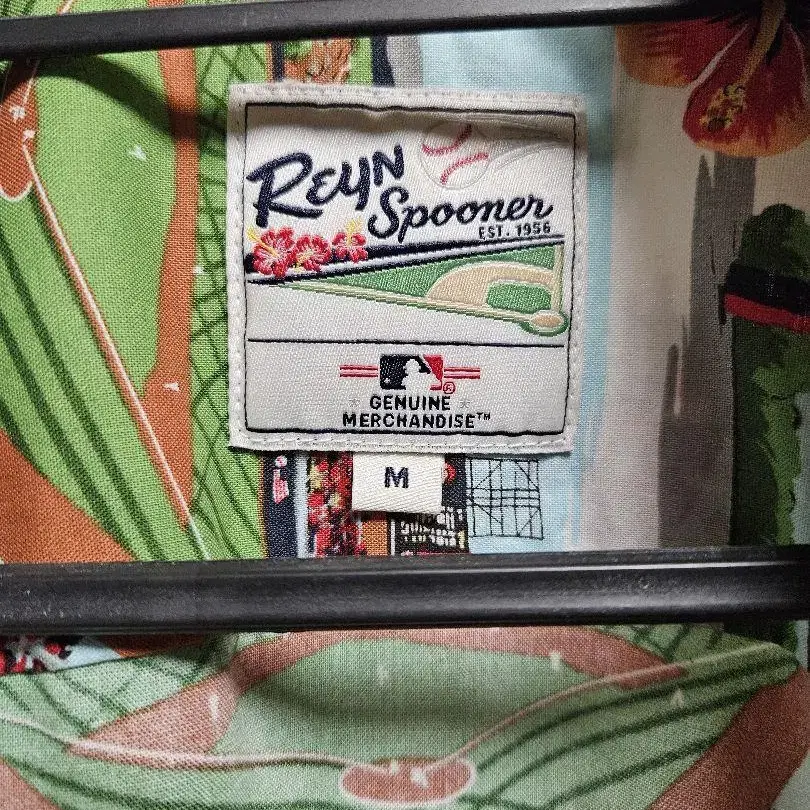 Reyn
Spooner
EST. 1956
GENUINE
MERCHANDISE™
M